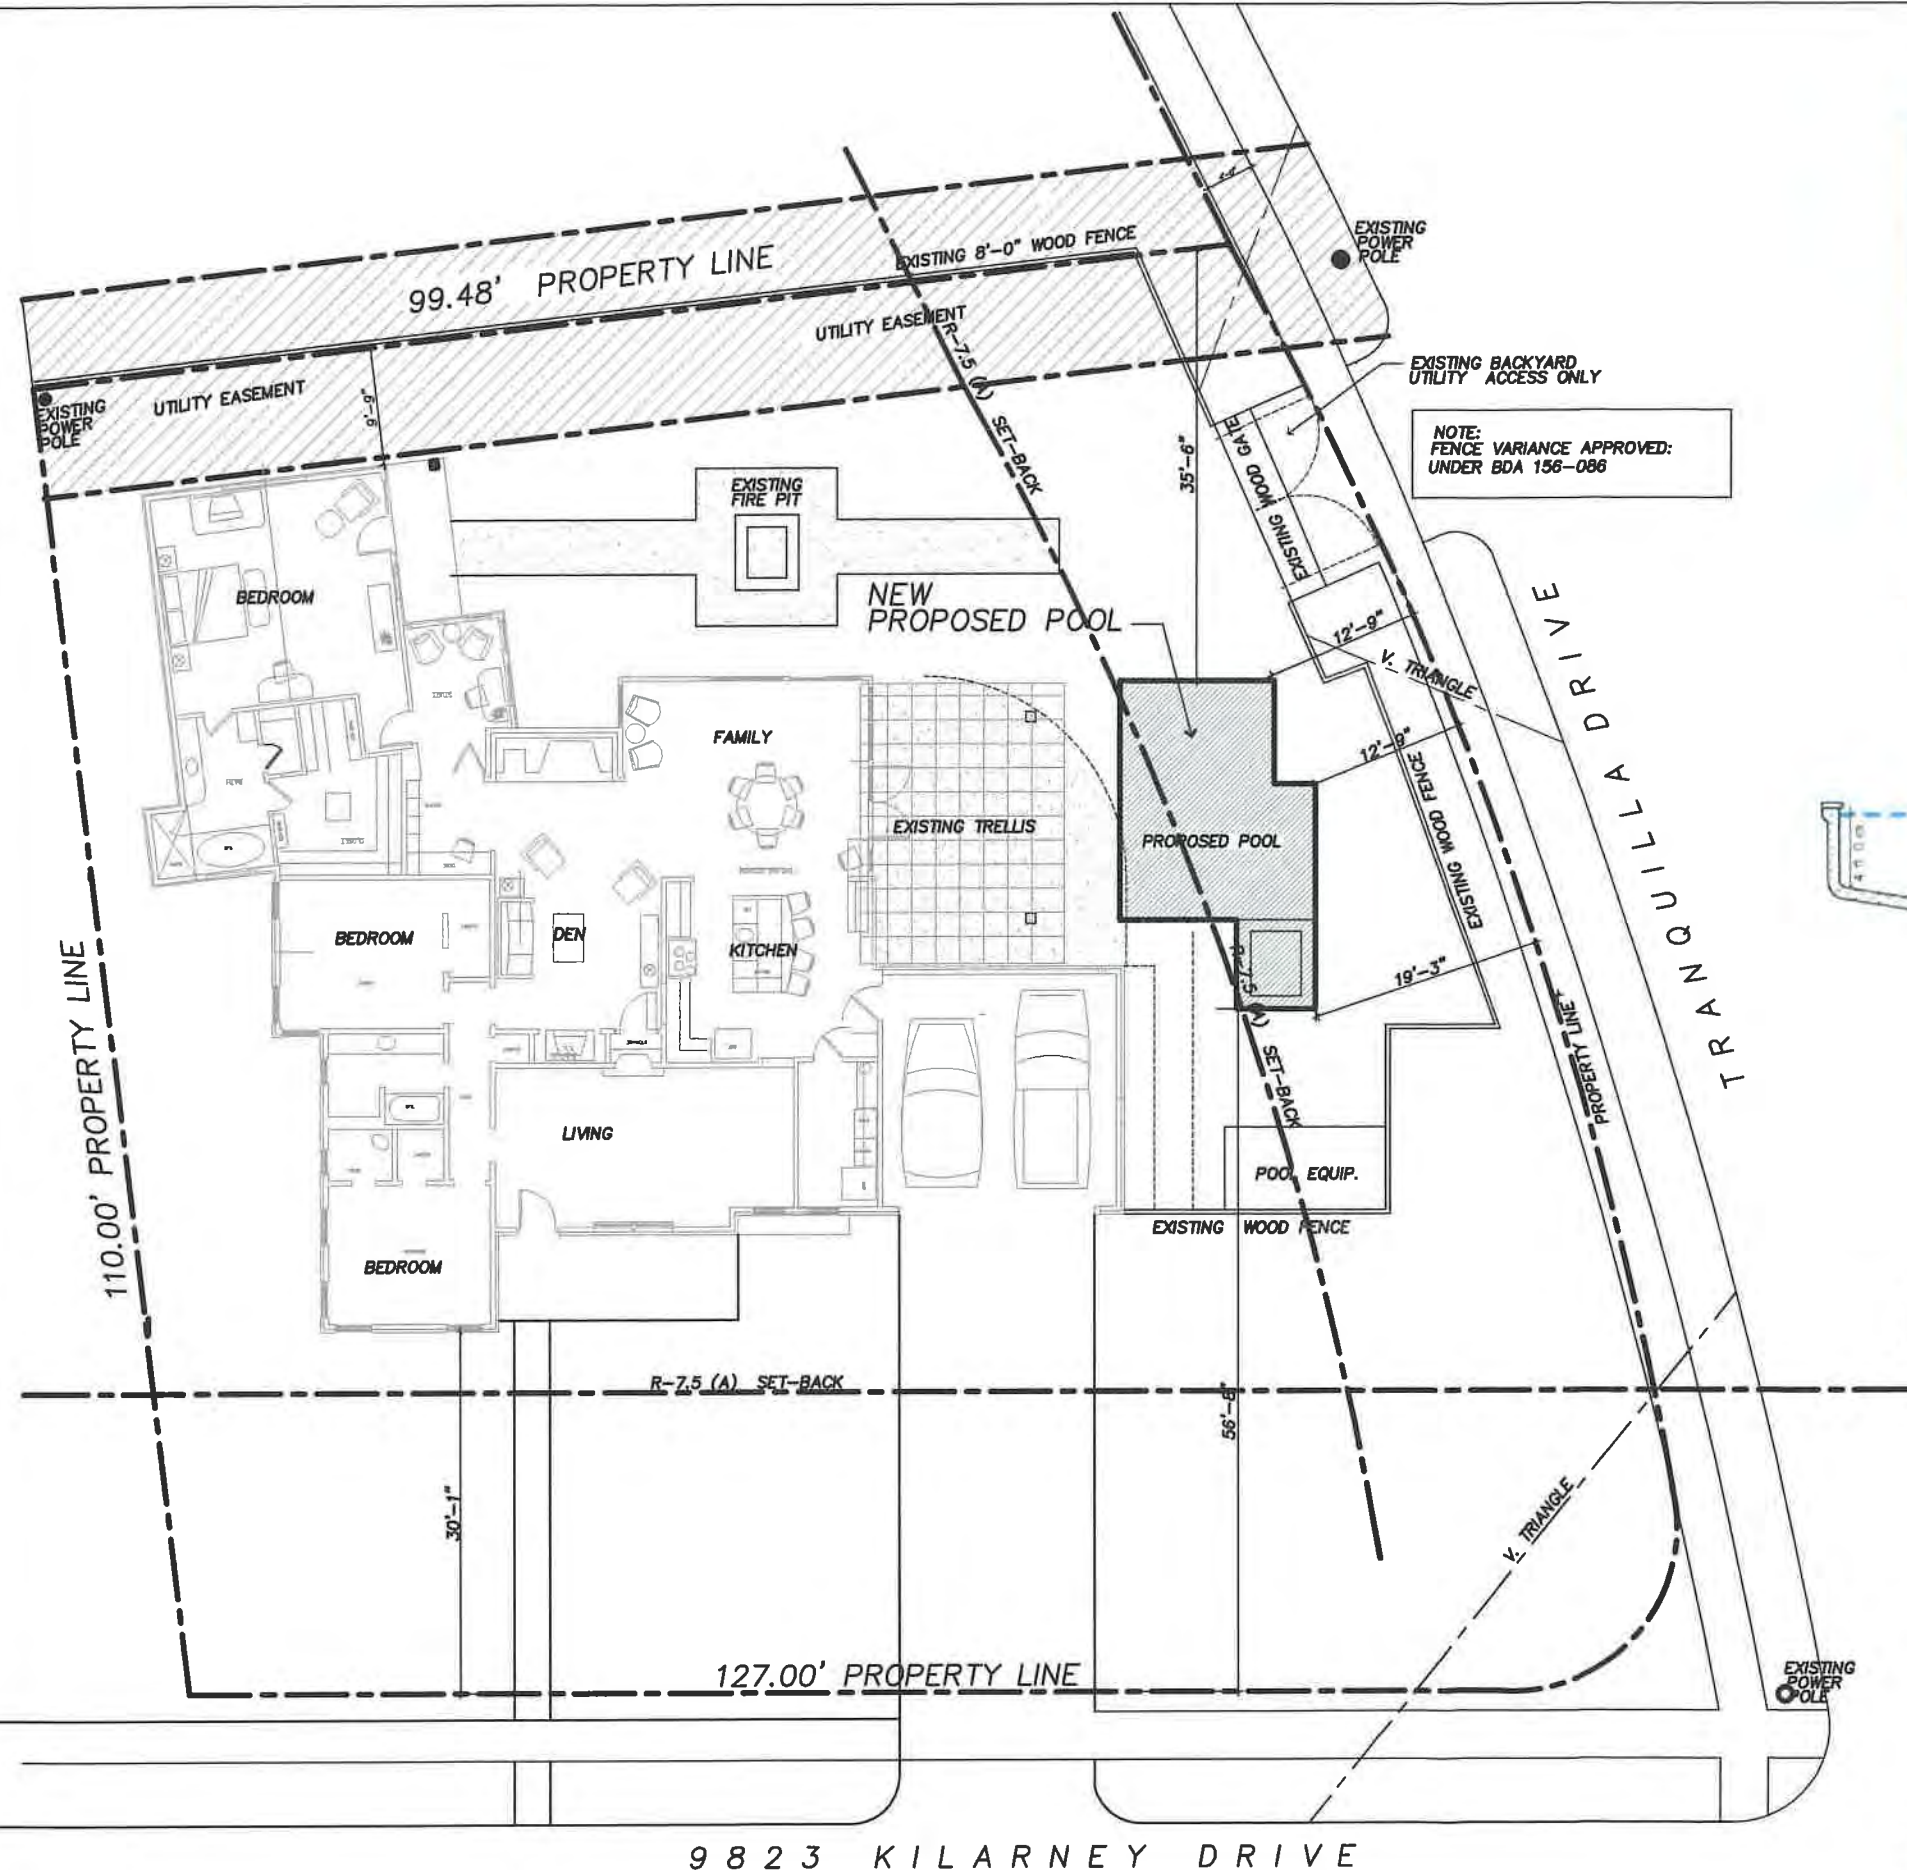 99.48' PROPERTY LINE
EXISTING 8'-0" WOOD FENCE
EXISTING
POWER
POLE
UTILITY EASEMENT
R-7.5 (A) SET-BACK
UTILITY EASEMENT
EXISTING
POWER
POLE
9'-9"
EXISTING BACKYARD
UTILITY ACCESS ONLY
NOTE:
FENCE VARIANCE APPROVED:
UNDER BDA 156-086
EXISTING WOOD GATE
35'-6"
EXISTING
FIRE PIT
BEDROOM
NEW
PROPOSED POOL
12'-9"
V. TRIANGLE
TRANQUILLA DRIVE
FAMILY
12'-9"
EXISTING WOOD FENCE
EXISTING TRELLIS
PROPOSED POOL
BEDROOM
DEN
KITCHEN
19'-3"
R-7.5 (A) SET-BACK
PROPERTY LINE
110.00' PROPERTY LINE
LIVING
POOL EQUIP.
EXISTING WOOD FENCE
BEDROOM
R-7.5 (A) SET-BACK
56'-8"
30'-1"
V. TRIANGLE
127.00' PROPERTY LINE
EXISTING
POWER
POLE
9823 KILARNEY DRIVE